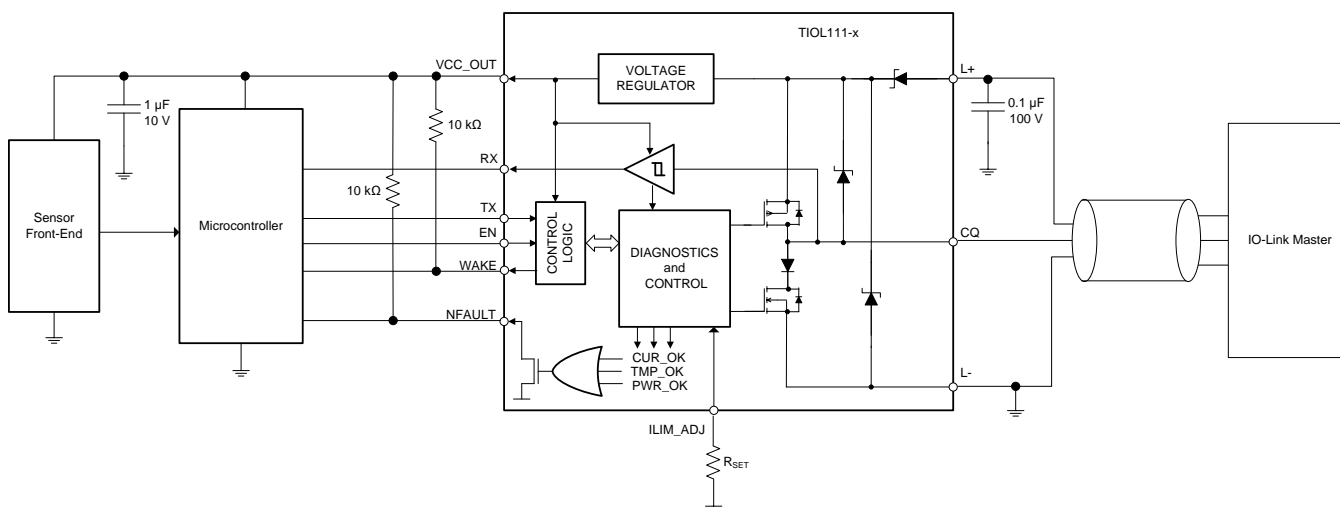 TIOL111-x
VCC_OUT
VOLTAGE
REGULATOR
L+
1 µF
10 V
10 kΩ
0.1 µF
100 V
RX
10 kΩ
Sensor
Front-End
Microcontroller
TX
EN
WAKE
CONTROL
LOGIC
DIAGNOSTICS
and
CONTROL
CQ
IO-Link Master
NFAULT
CUR_OK
TMP_OK
PWR_OK
L-
ILIM_ADJ
RSET